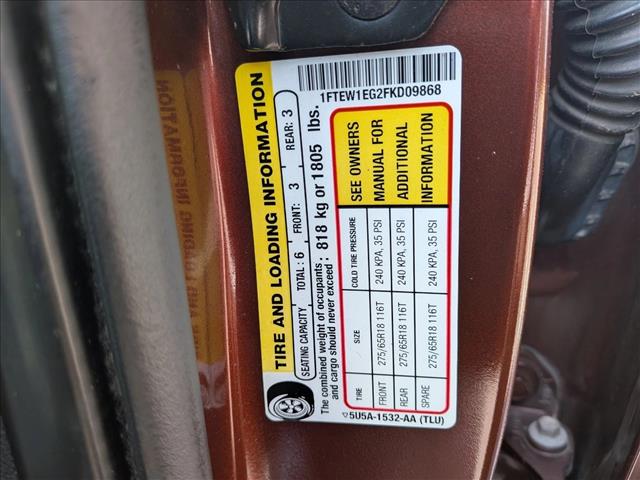 TIRE AND LOADING INFORMATION
SEATING CAPACITY TOTAL : 6 FRONT: 3 REAR: 3
The combined weight of occupants
and cargo should never exceed : 818 kg or 1805 lbs.
TIRE SIZE COLD TIRE PRESSURE
FRONT 275/65R18 116T 240 KPA, 35 PSI
REAR 275/65R18 116T 240 KPA, 35 PSI
SPARE 275/65R18 116T 240 KPA, 35 PSI
SEE OWNERS
MANUAL FOR
ADDITIONAL
INFORMATION
5U5A-1532-AA (TLU)
1FTEW1EG2FKD09868